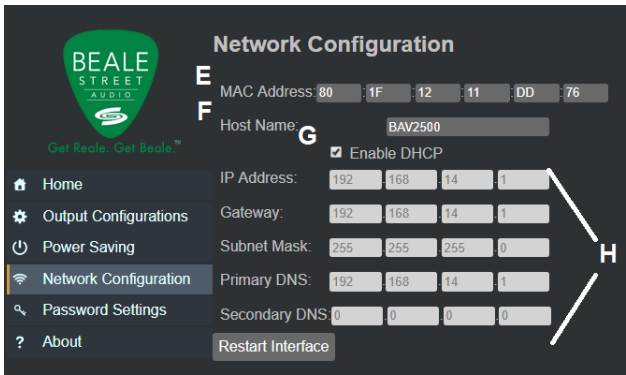 BEALE
STREET
AUDIO
Get Reale. Get Beale.™
Home
Output Configurations
Power Saving
Network Configuration
Password Settings
About
Network Configuration
E
MAC Address: 80 : 1F : 12 : 11 : DD : 76
F
Host Name: BAV2500
G
Enable DHCP
IP Address: 192 . 168 . 14 . 1
Gateway: 192 . 168 . 14 . 1
Subnet Mask: 255 . 255 . 255 . 0
H
Primary DNS: 192 . 168 . 14 . 1
Secondary DNS: 0 . 0 . 0 . 0
Restart Interface